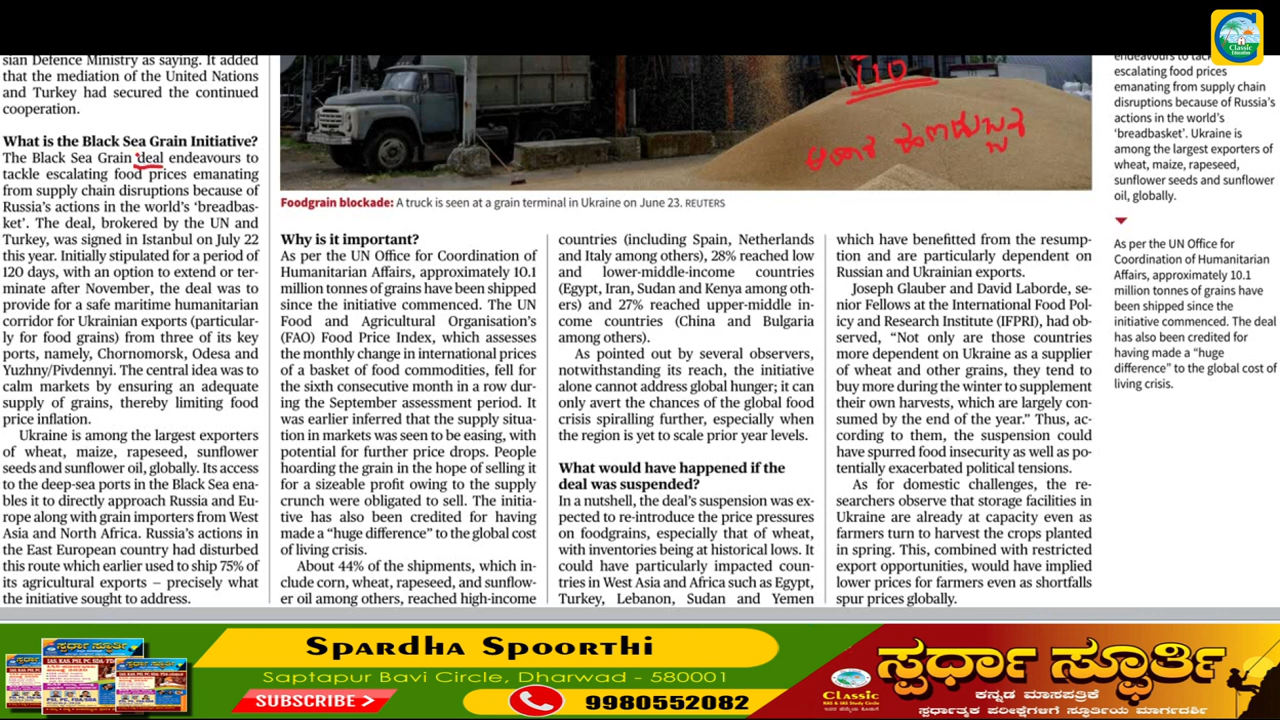 Classic
Education
sian Defence Ministry as saying. It added
that the mediation of the United Nations
and Turkey had secured the continued
cooperation.
What is the Black Sea Grain Initiative?
The Black Sea Grain deal endeavours to
tackle escalating food prices emanating
from supply chain disruptions because of
Russia's actions in the world's 'breadbas-
ket'. The deal, brokered by the UN and
Turkey, was signed in Istanbul on July 22
this year. Initially stipulated for a period of
120 days, with an option to extend or ter-
minate after November, the deal was to
provide for a safe maritime humanitarian
corridor for Ukrainian exports (particular-
ly for food grains) from three of its key
ports, namely, Chornomorsk, Odesa and
Yuzhny/Pivdennyi. The central idea was to
calm markets by ensuring an adequate
supply of grains, thereby limiting food
price inflation.
Ukraine is among the largest exporters
of wheat, maize, rapeseed, sunflower
seeds and sunflower oil, globally. Its access
to the deep-sea ports in the Black Sea ena-
bles it to directly approach Russia and Eu-
rope along with grain importers from West
Asia and North Africa. Russia's actions in
the East European country had disturbed
this route which earlier used to ship 75% of
its agricultural exports – precisely what
the initiative sought to address.
Foodgrain blockade: A truck is seen at a grain terminal in Ukraine on June 23. REUTERS
Why is it important?
As per the UN Office for Coordination of
Humanitarian Affairs, approximately 10.1
million tonnes of grains have been shipped
since the initiative commenced. The UN
Food and Agricultural Organisation's
(FAO) Food Price Index, which assesses
the monthly change in international prices
of a basket of food commodities, fell for
the sixth consecutive month in a row dur-
ing the September assessment period. It
was earlier inferred that the supply situa-
tion in markets was seen to be easing, with
potential for further price drops. People
hoarding the grain in the hope of selling it
for a sizeable profit owing to the supply
crunch were obligated to sell. The initia-
tive has also been credited for having
made a “huge difference” to the global cost
of living crisis.
About 44% of the shipments, which in-
clude corn, wheat, rapeseed, and sunflow-
er oil among others, reached high-income
countries (including Spain, Netherlands
and Italy among others), 28% reached low
and lower-middle-income countries
(Egypt, Iran, Sudan and Kenya among oth-
ers) and 27% reached upper-middle in-
come countries (China and Bulgaria
among others).
As pointed out by several observers,
notwithstanding its reach, the initiative
alone cannot address global hunger; it can
only avert the chances of the global food
crisis spiralling further, especially when
the region is yet to scale prior year levels.
What would have happened if the
deal was suspended?
In a nutshell, the deal's suspension was ex-
pected to re-introduce the price pressures
on foodgrains, especially that of wheat,
with inventories being at historical lows. It
could have particularly impacted coun-
tries in West Asia and Africa such as Egypt,
Turkey, Lebanon, Sudan and Yemen
which have benefitted from the resump-
tion and are particularly dependent on
Russian and Ukrainian exports.
Joseph Glauber and David Laborde, se-
nior Fellows at the International Food Pol-
icy and Research Institute (IFPRI), had ob-
served, “Not only are those countries
more dependent on Ukraine as a supplier
of wheat and other grains, they tend to
buy more during the winter to supplement
their own harvests, which are largely con-
sumed by the end of the year.” Thus, ac-
cording to them, the suspension could
have spurred food insecurity as well as po-
tentially exacerbated political tensions.
As for domestic challenges, the re-
searchers observe that storage facilities in
Ukraine are already at capacity even as
farmers turn to harvest the crops planted
in spring. This, combined with restricted
export opportunities, would have implied
lower prices for farmers even as shortfalls
spur prices globally.
endeavours to
escalating food prices
emanating from supply chain
disruptions because of Russia's
actions in the world's
'breadbasket'. Ukraine is
among the largest exporters of
wheat, maize, rapeseed,
sunflower seeds and sunflower
oil, globally.
As per the UN Office for
Coordination of Humanitarian
Affairs, approximately 10.1
million tonnes of grains have
been shipped since the
initiative commenced. The deal
has also been credited for
having made a “huge
difference” to the global cost of
living crisis.
Spardha Spoorthi
Saptapur Bavi Circle, Dharwad - 580001
SUBSCRIBE
9980552082
Classic
KAS & IAS Study Circle
ಸ್ಪರ್ಧಾ ಸ್ಫೂರ್ತಿ
ಕನ್ನಡ ಮಾಸಪತ್ರಿಕೆ
ಸ್ಪರ್ಧಾತ್ಮಕ ಪರೀಕ್ಷೆಗಳಿಗೆ ಸ್ಫೂರ್ತಿಯ ಮಾರ್ಗದರ್ಶಿ